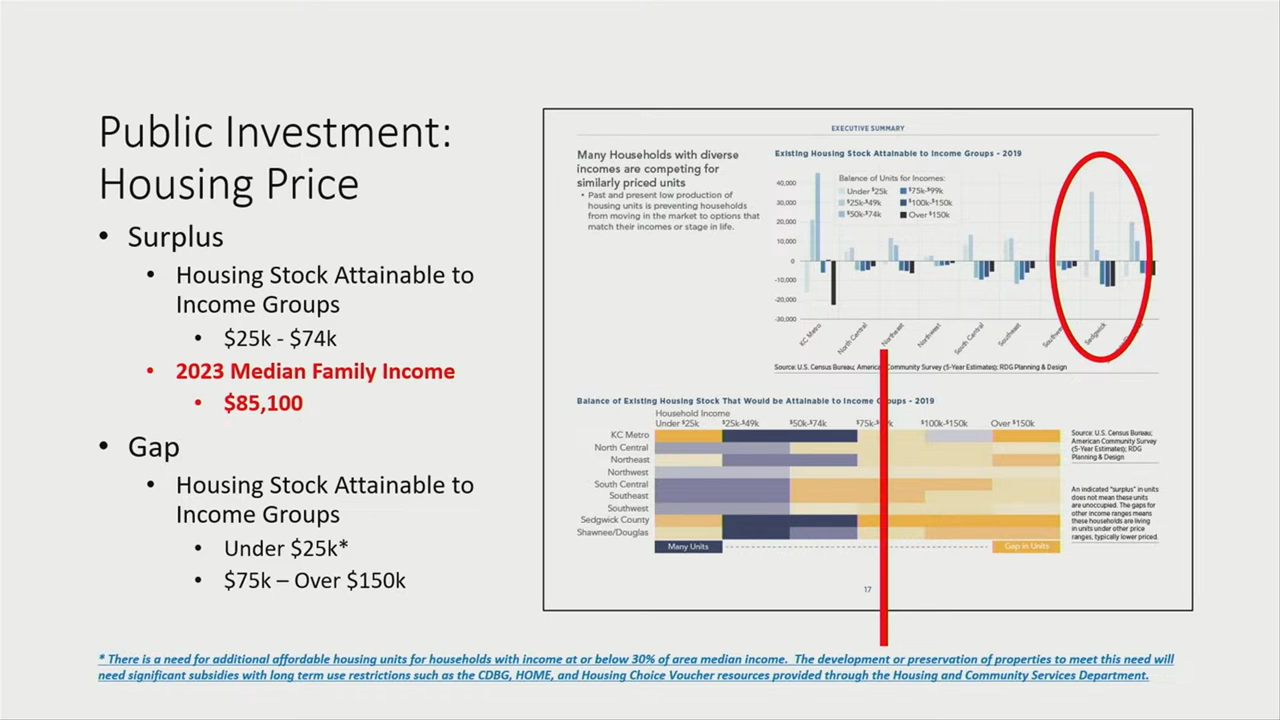 Public Investment:
Housing Price
• Surplus
• Housing Stock Attainable to
Income Groups
• $25k - $74k
• 2023 Median Family Income
• $85,100
• Gap
• Housing Stock Attainable to
Income Groups
• Under $25k*
• $75k – Over $150k
EXECUTIVE SUMMARY
Many Households with diverse
incomes are competing for
similarly priced units
• Past and present low production of
housing units is preventing households
from moving in the market to options that
match their incomes or stage in life.
Existing Housing Stock Attainable to Income Groups - 2019
Balance of Units for Incomes:
Under $25k
$75k-$99k
$25k-$49k
$100k-$150k
$50k-$74k
Over $150k
40,000
30,000
20,000
10,000
0
-10,000
-20,000
-30,000
KC Metro
North Central
Northeast
Northwest
South Central
Southeast
Sedgwick
Source: U.S. Census Bureau; American Community Survey (5-Year Estimates); RDG Planning & Design
Balance of Existing Housing Stock That Would be Attainable to Income - 2019
Household Income
Under $25k
$25k-$49k
$50k-$74k
$100k-$150k
Over $150k
KC Metro
North Central
Northeast
Northwest
South Central
Southeast
Southwest
Sedgwick County
Shawnee/Douglas
Many Units
Gap in Units
Source: U.S. Census Bureau;
American Community Survey
(5-Year Estimates); RDG
Planning & Design
An indicated "surplus" in units
does not mean these units
are unoccupied. The gaps for
other income ranges means
these households are living
in units under other price
ranges, typically lower priced.
17
* There is a need for additional affordable housing units for households with income at or below 30% of area median income. The development or preservation of properties to meet this need will
need significant subsidies with long term use restrictions such as the CDBG, HOME, and Housing Choice Voucher resources provided through the Housing and Community Services Department.